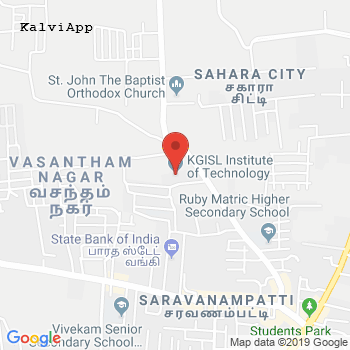 KalviApp
St. John The Baptist
Orthodox Church
SAHARA CITY
சகாரா
சிட்டி
VASANTHAM
NAGAR
வசந்தம்
நகர்
KGISL Institute
of Technology
Ruby Matric Higher
Secondary School
State Bank of India
பாரத ஸ்டேட்
வங்கி
SARAVANAMPATTI
சரவணம்பட்டி
Vivekam Senior
Secondary School...
Students Park
Google
Map data ©2019 Google